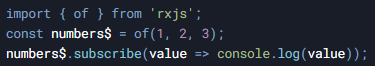 import { of } from 'rxjs';
const numbers$ = of(1, 2, 3);
numbers$.subscribe(value => console.log(value));